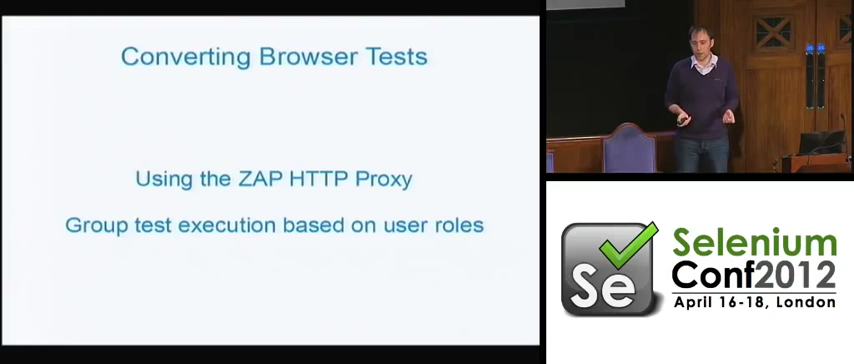 Converting Browser Tests
Using the ZAP HTTP Proxy
Group test execution based on user roles
Se
Selenium
Conf2012
April 16-18, London